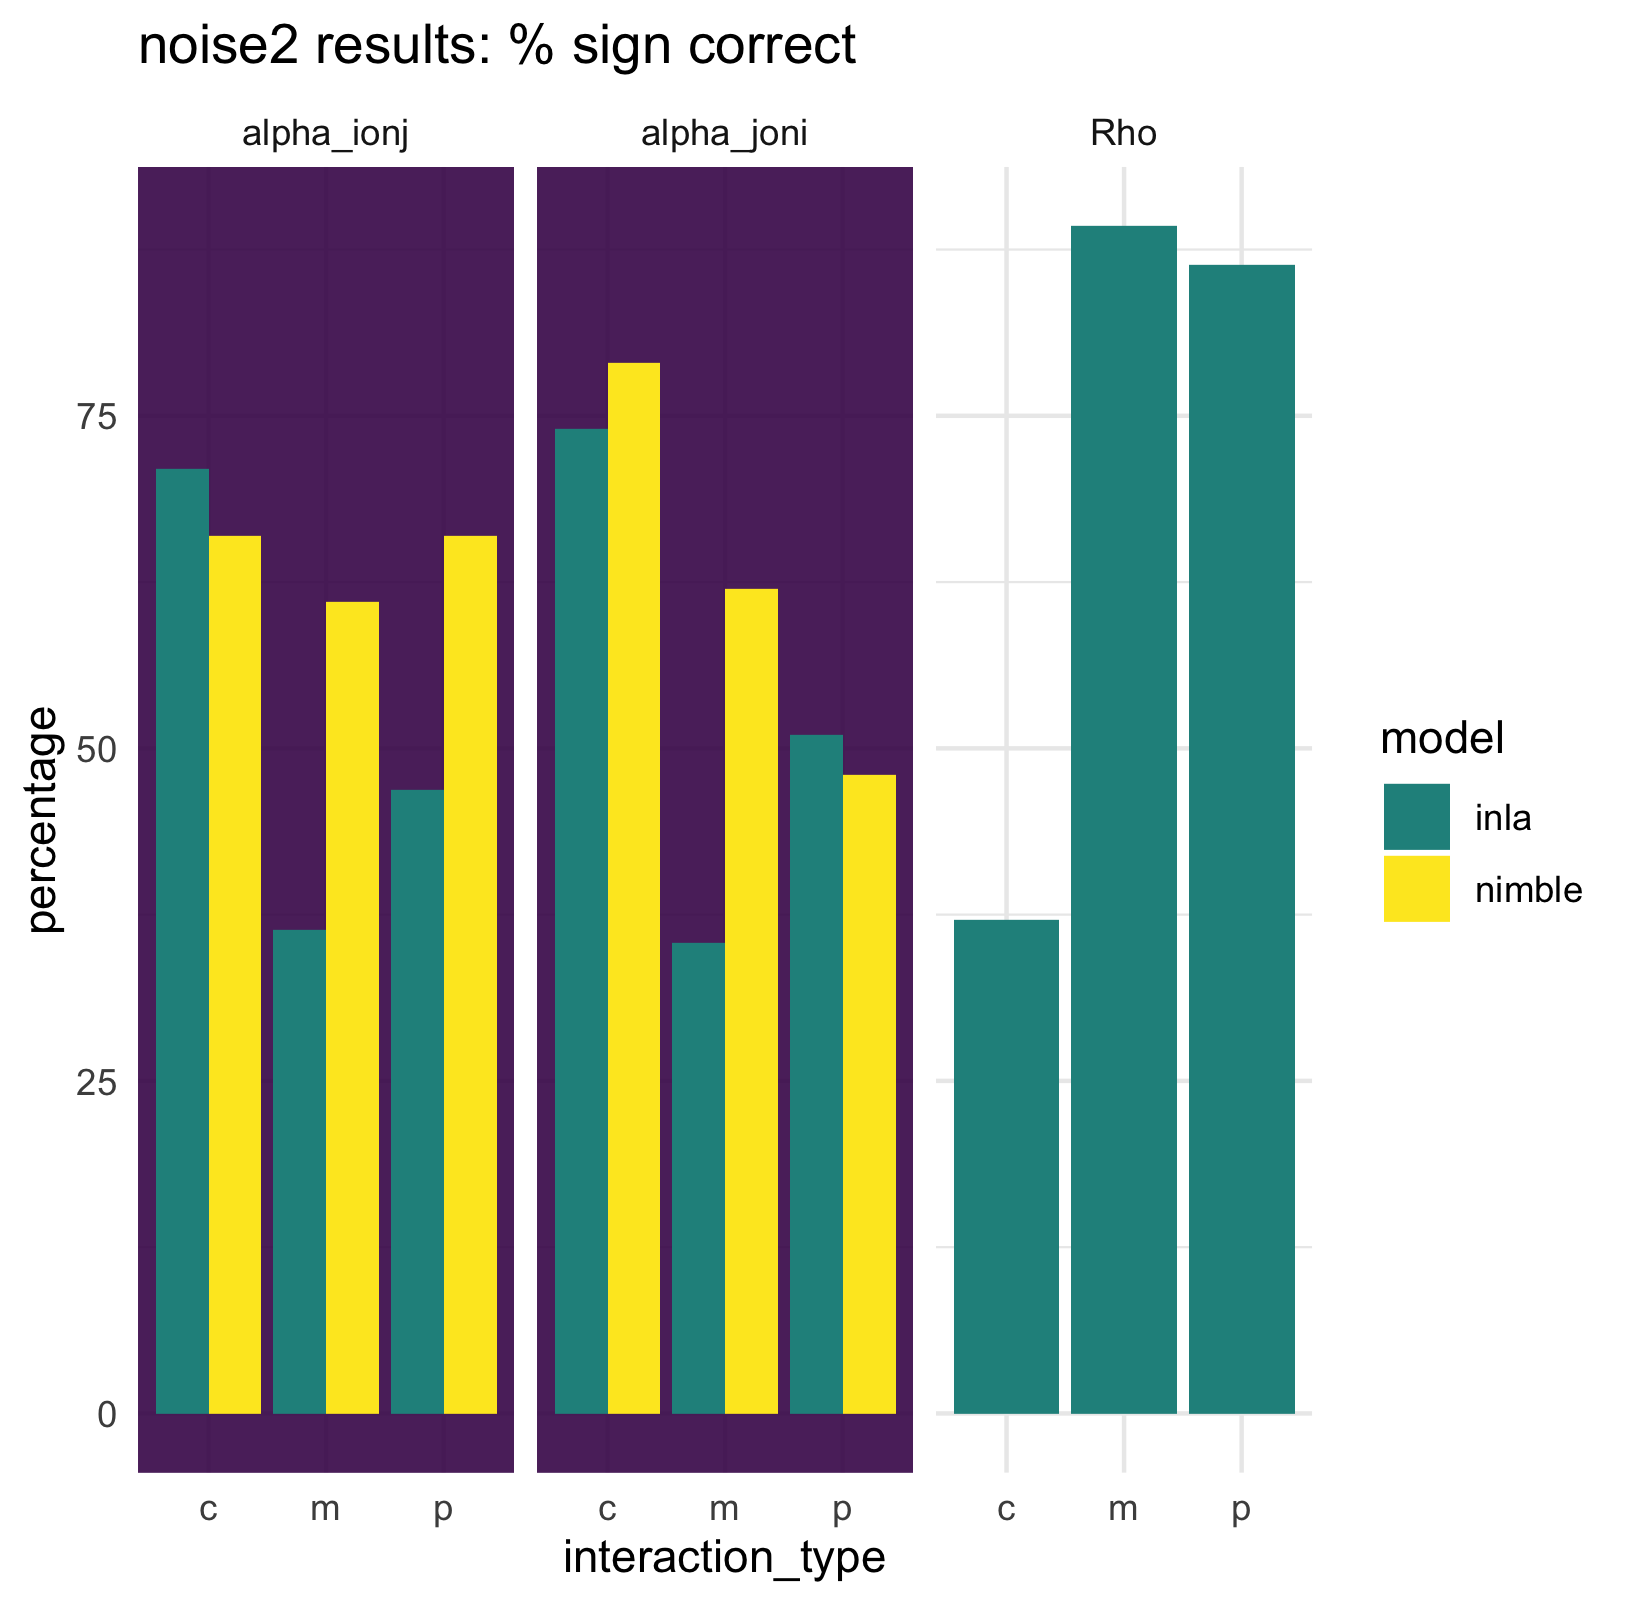 noise2 results: % sign correct
alpha_ionj
alpha_joni
Rho
percentage
75
50
25
0
c
m
p
c
m
p
c
m
p
interaction_type
model
inla
nimble